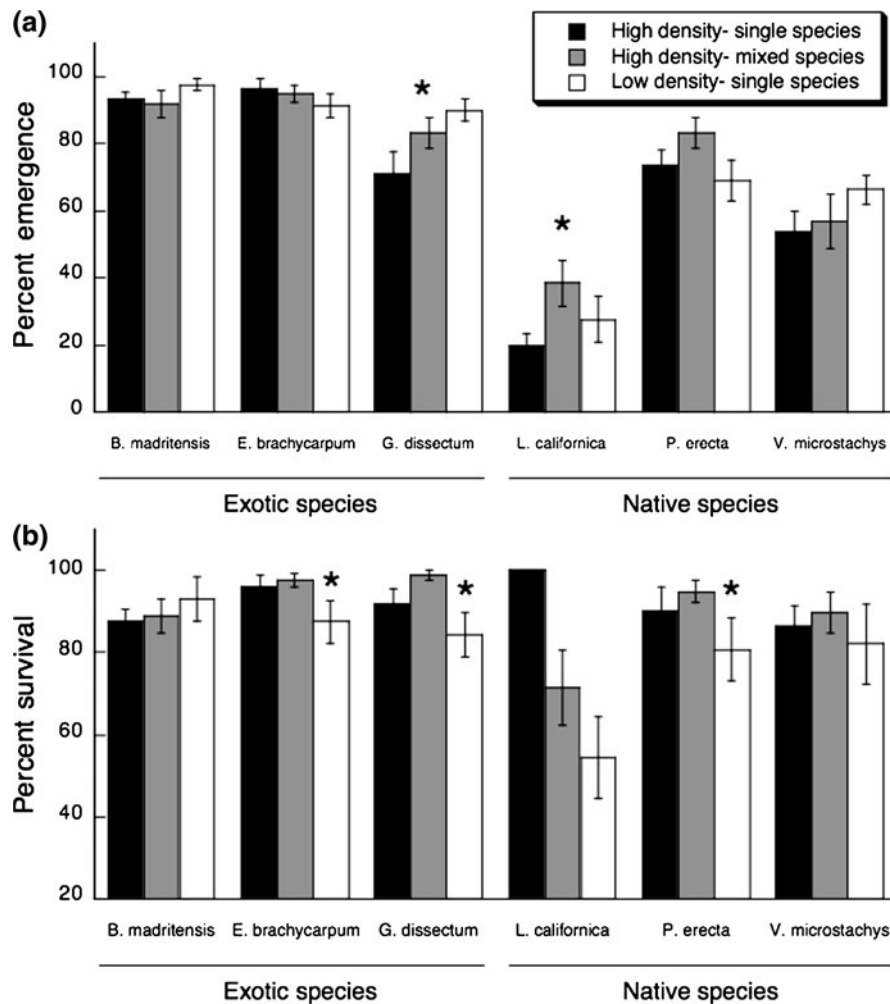 (a)
High density- single species
High density- mixed species
Low density- single species
Percent emergence
100
80
60
40
20
0
*
*
B. madritensis E. brachycarpum G. dissectum L. californica P. erecta V. microstachys
Exotic species Native species
(b)
Percent survival
100
80
60
40
20
* * *
B. madritensis E. brachycarpum G. dissectum L. californica P. erecta V. microstachys
Exotic species Native species